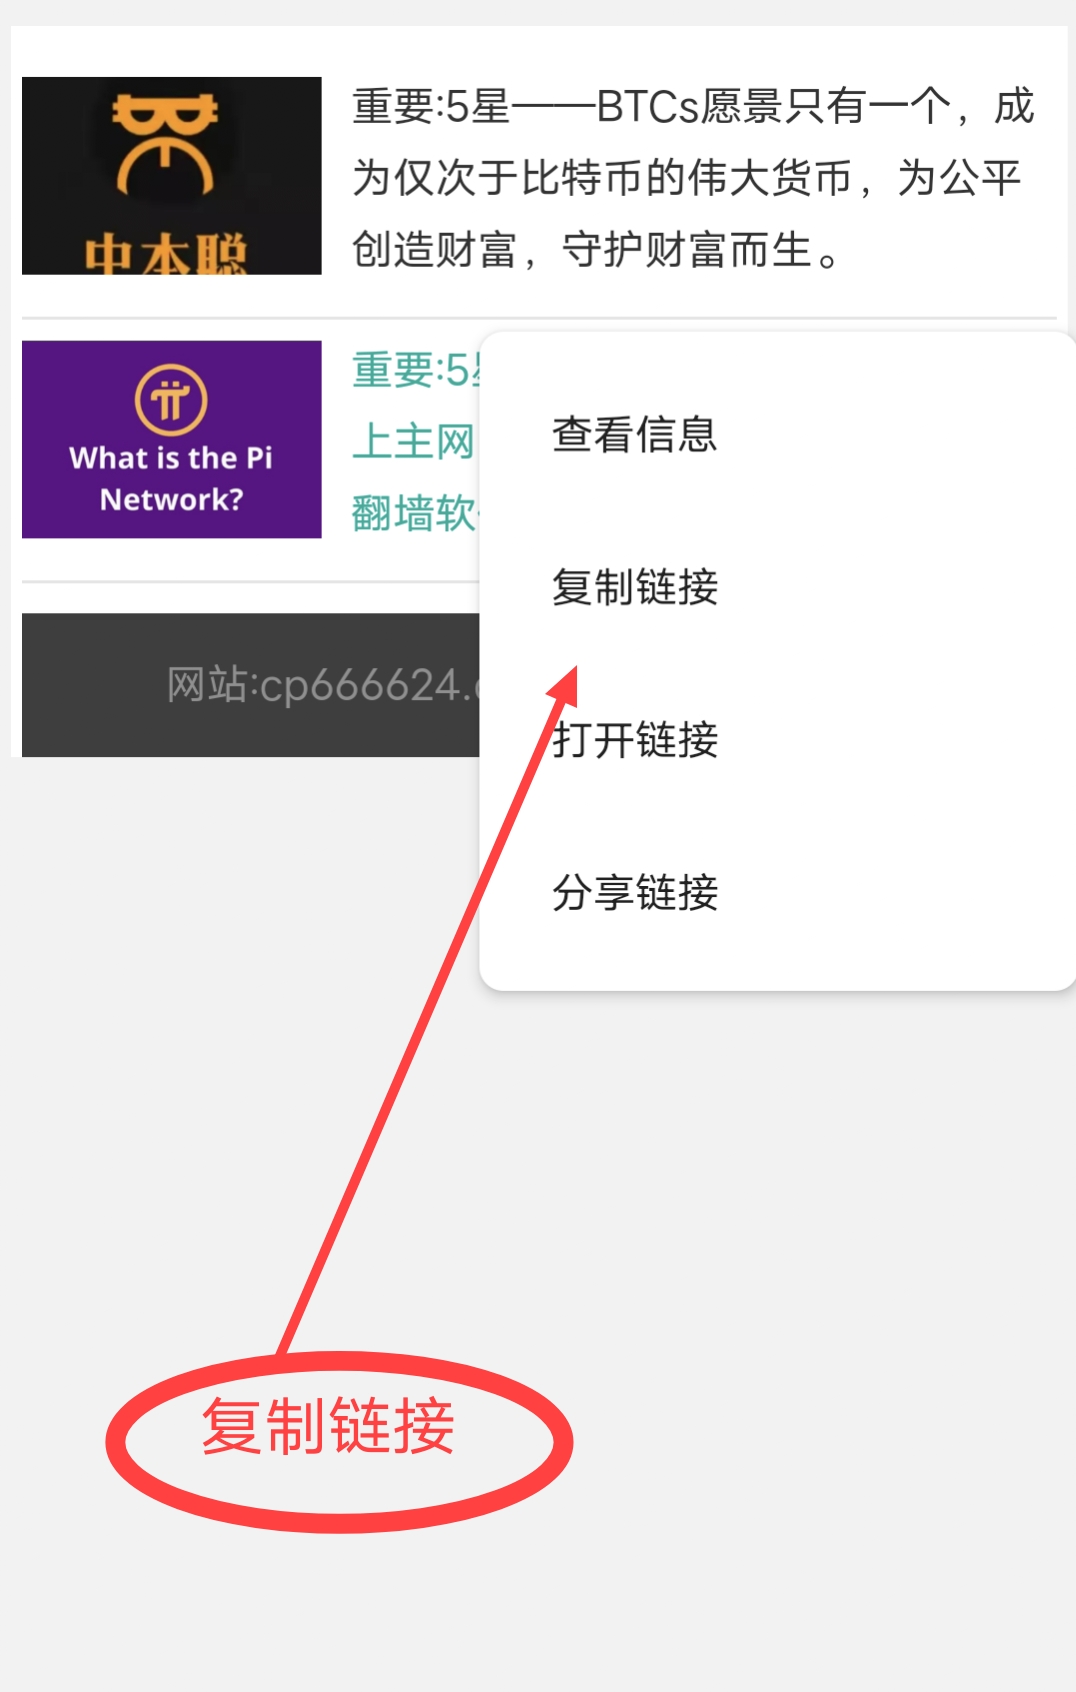 中本聪
重要:5星——BTCs愿景只有一个，成
为仅次于比特币的伟大货币，为公平
创造财富，守护财富而生。
What is the Pi
Network?
重要:5
上主网
翻墙软
网站:cp666624.
查看信息
复制链接
打开链接
分享链接
复制链接